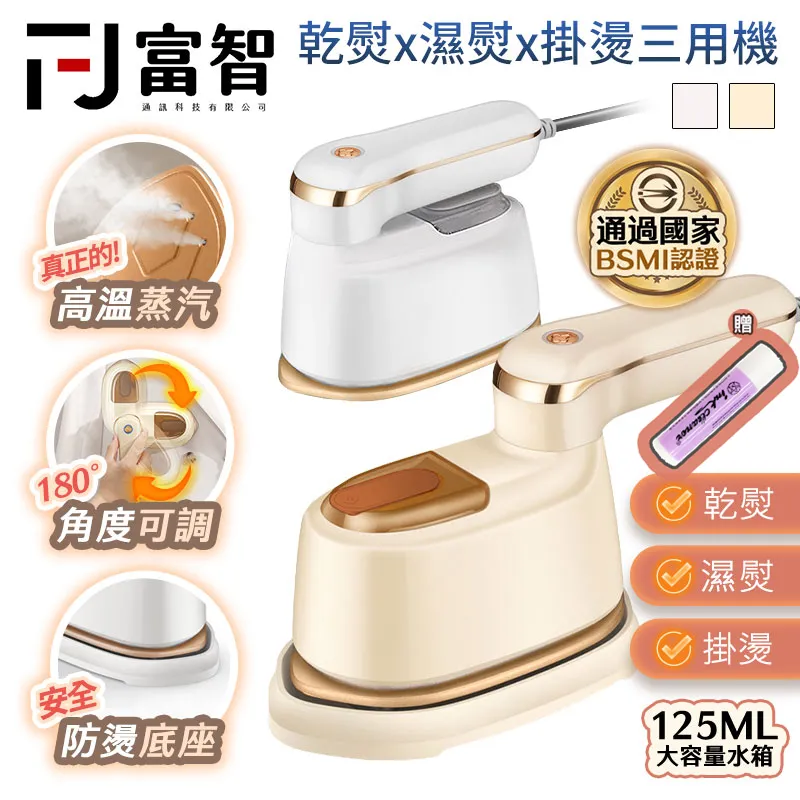 富智
通訊科技有限公司
乾熨x濕熨x掛燙三用機
真正的!
高溫蒸汽
通過國家
BSMI認證
贈
Ink Cleaner
180°
角度可調
乾熨
濕熨
掛燙
安全
防燙底座
125ML
大容量水箱